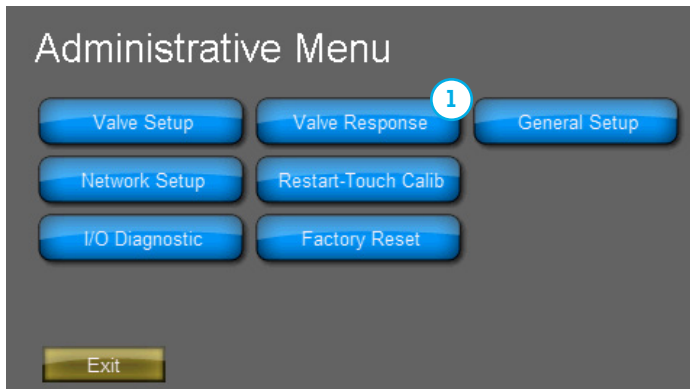 Administrative Menu
1
Valve Setup Valve Response General Setup
Network Setup Restart-Touch Calib
I/O Diagnostic Factory Reset
Exit